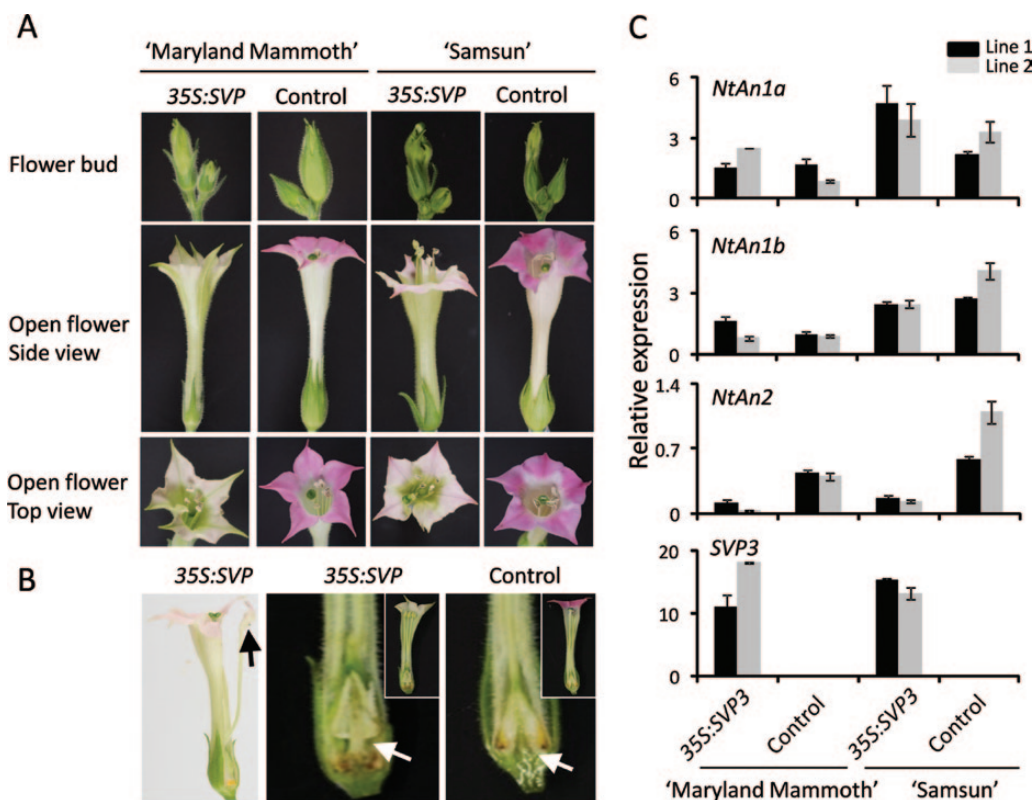 A
'Maryland Mammoth' 'Samsun'
35S:SVP Control 35S:SVP Control
Flower bud
Open flower
Side view
Open flower
Top view
B
35S:SVP 35S:SVP Control
C
Line 1
Line 2
Relative expression
NtAn1a
6
3
0
NtAn1b
6
3
0
NtAn2
1.4
0.7
0
SVP3
20
10
0
35S:SVP3 Control 35S:SVP3 Control
'Maryland Mammoth' 'Samsun'